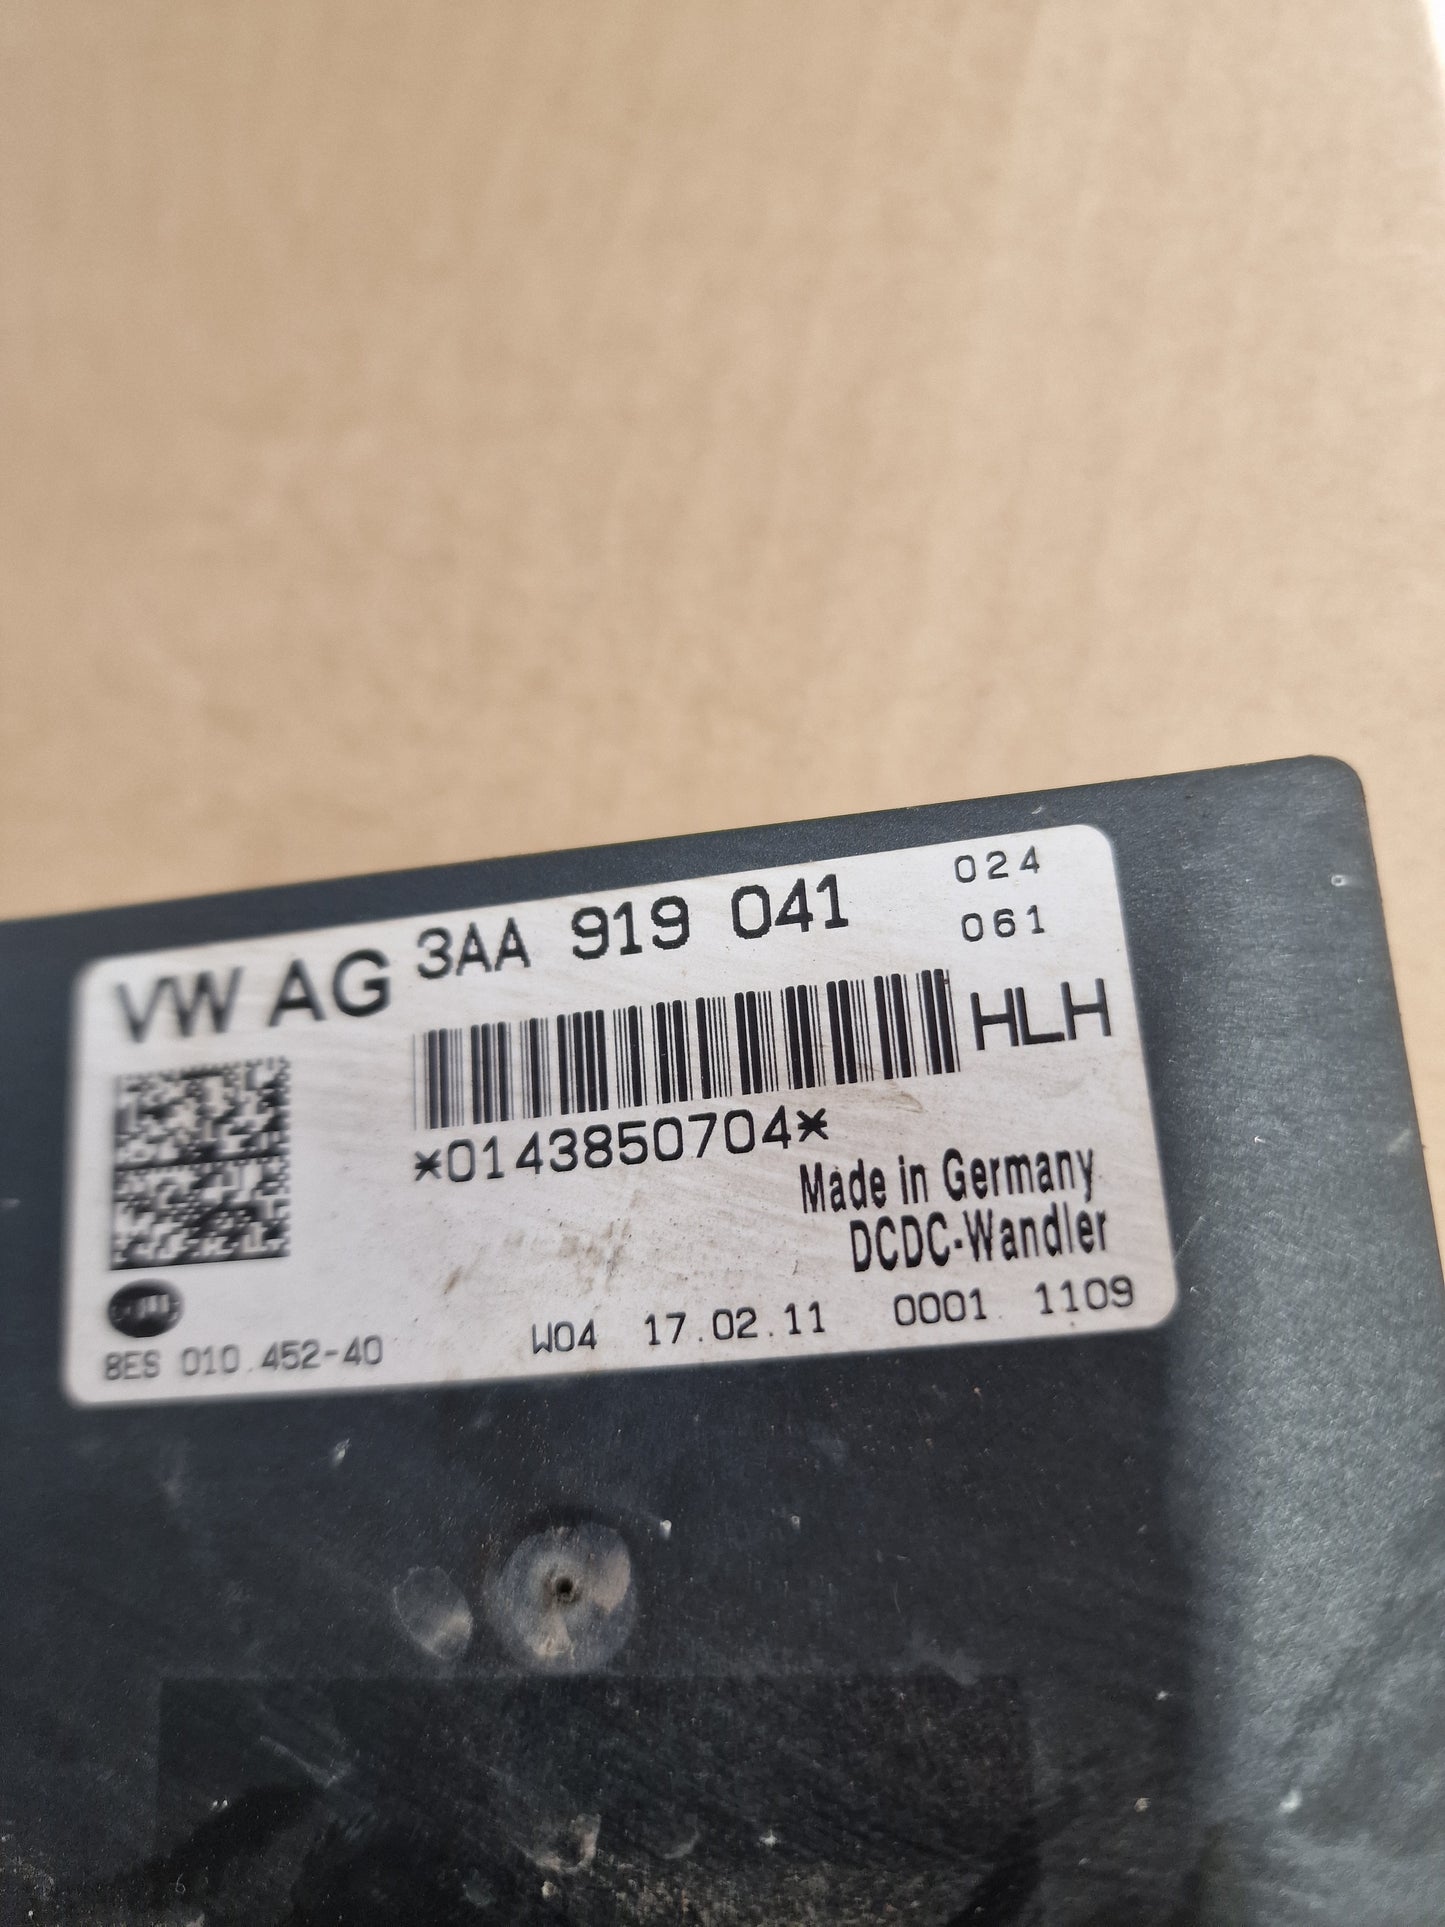 VW AG 3AA 919 041 024
061
HLH
*0143850704*
Made in Germany
DCDC-Wandler
8ES 010.452-40 W04 17.02.11 0001 1109